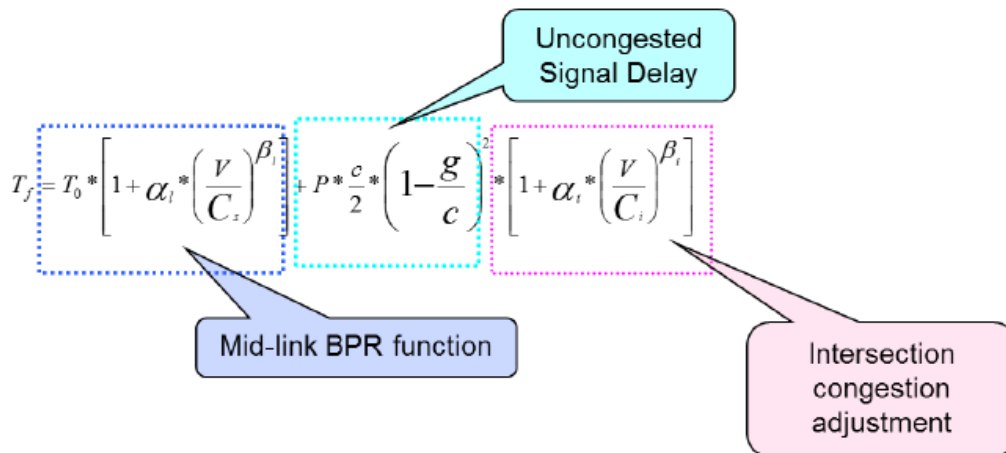 Uncongested
Signal Delay
T_f = T_0 * [1 + α_l * (V / C_s)^{β_l}] + P * c/2 * (1 − g/c)^2 * [1 + α_i * (V / C_i)^{β_i}]
Mid-link BPR function
Intersection
congestion
adjustment